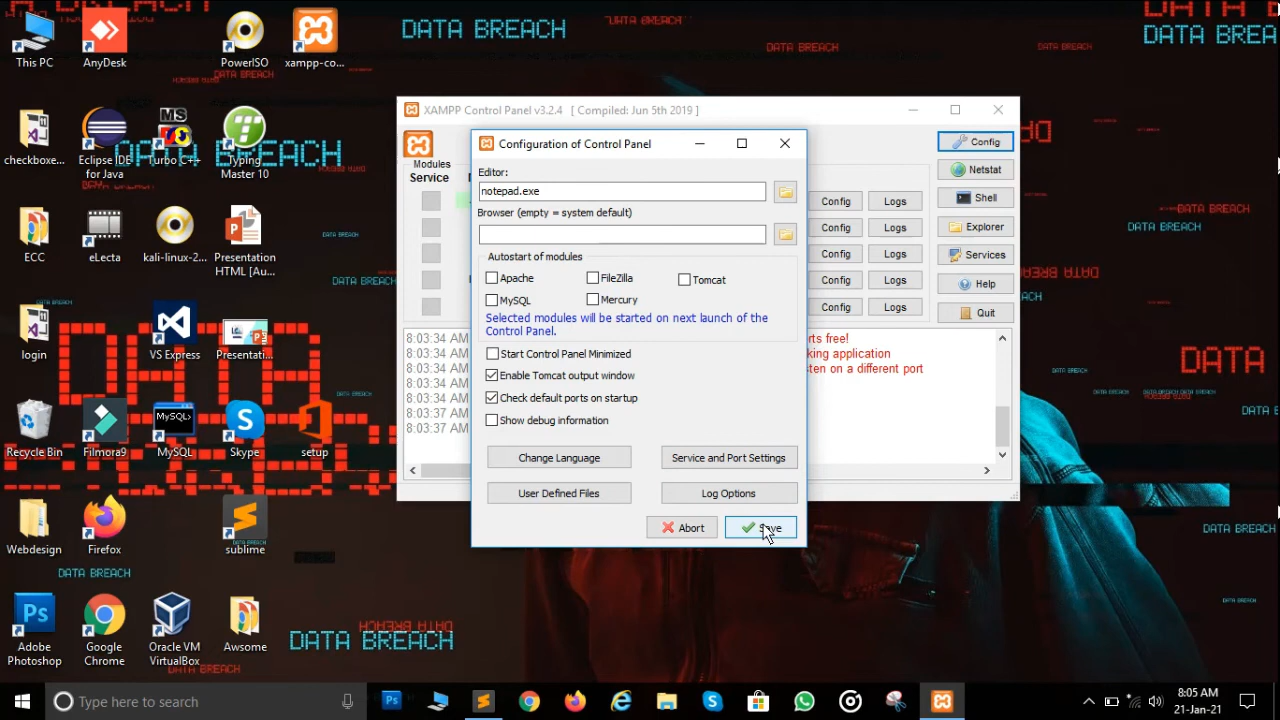 This PC
AnyDesk
PowerISO
xampp-co...
checkboxe...
Eclipse IDE for Java
Turbo C++
Typing Master 10
ECC
eLecta
kali-linux-2...
Presentation HTML [Au...
login
VS Express
Presentati...
Recycle Bin
Filmora9
MySQL
Skype
setup
Webdesign
Firefox
sublime
Adobe Photoshop
Google Chrome
Oracle VM VirtualBox
Awsome
DATA BREACH
DATA BREACH
DATA BREACH
DATA BREACH
DATA BREACH
DATA BREACH
XAMPP Control Panel v3.2.4 [ Compiled: Jun 5th 2019 ]
Modules
Service
Config
Netstat
Shell
Explorer
Services
Help
Quit
Config Logs
Config Logs
Config Logs
Config Logs
Config Logs
8:03:34 AM
8:03:34 AM
8:03:34 AM
8:03:34 AM
8:03:34 AM
8:03:37 AM
8:03:37 AM
rts free!
king application
ten on a different port
Configuration of Control Panel
Editor:
notepad.exe
Browser (empty = system default)
Autostart of modules
Apache FileZilla Tomcat
MySQL Mercury
Selected modules will be started on next launch of the
Control Panel.
Start Control Panel Minimized
Enable Tomcat output window
Check default ports on startup
Show debug information
Change Language Service and Port Settings
User Defined Files Log Options
Abort Save
Type here to search
8:05 AM
21-Jan-21